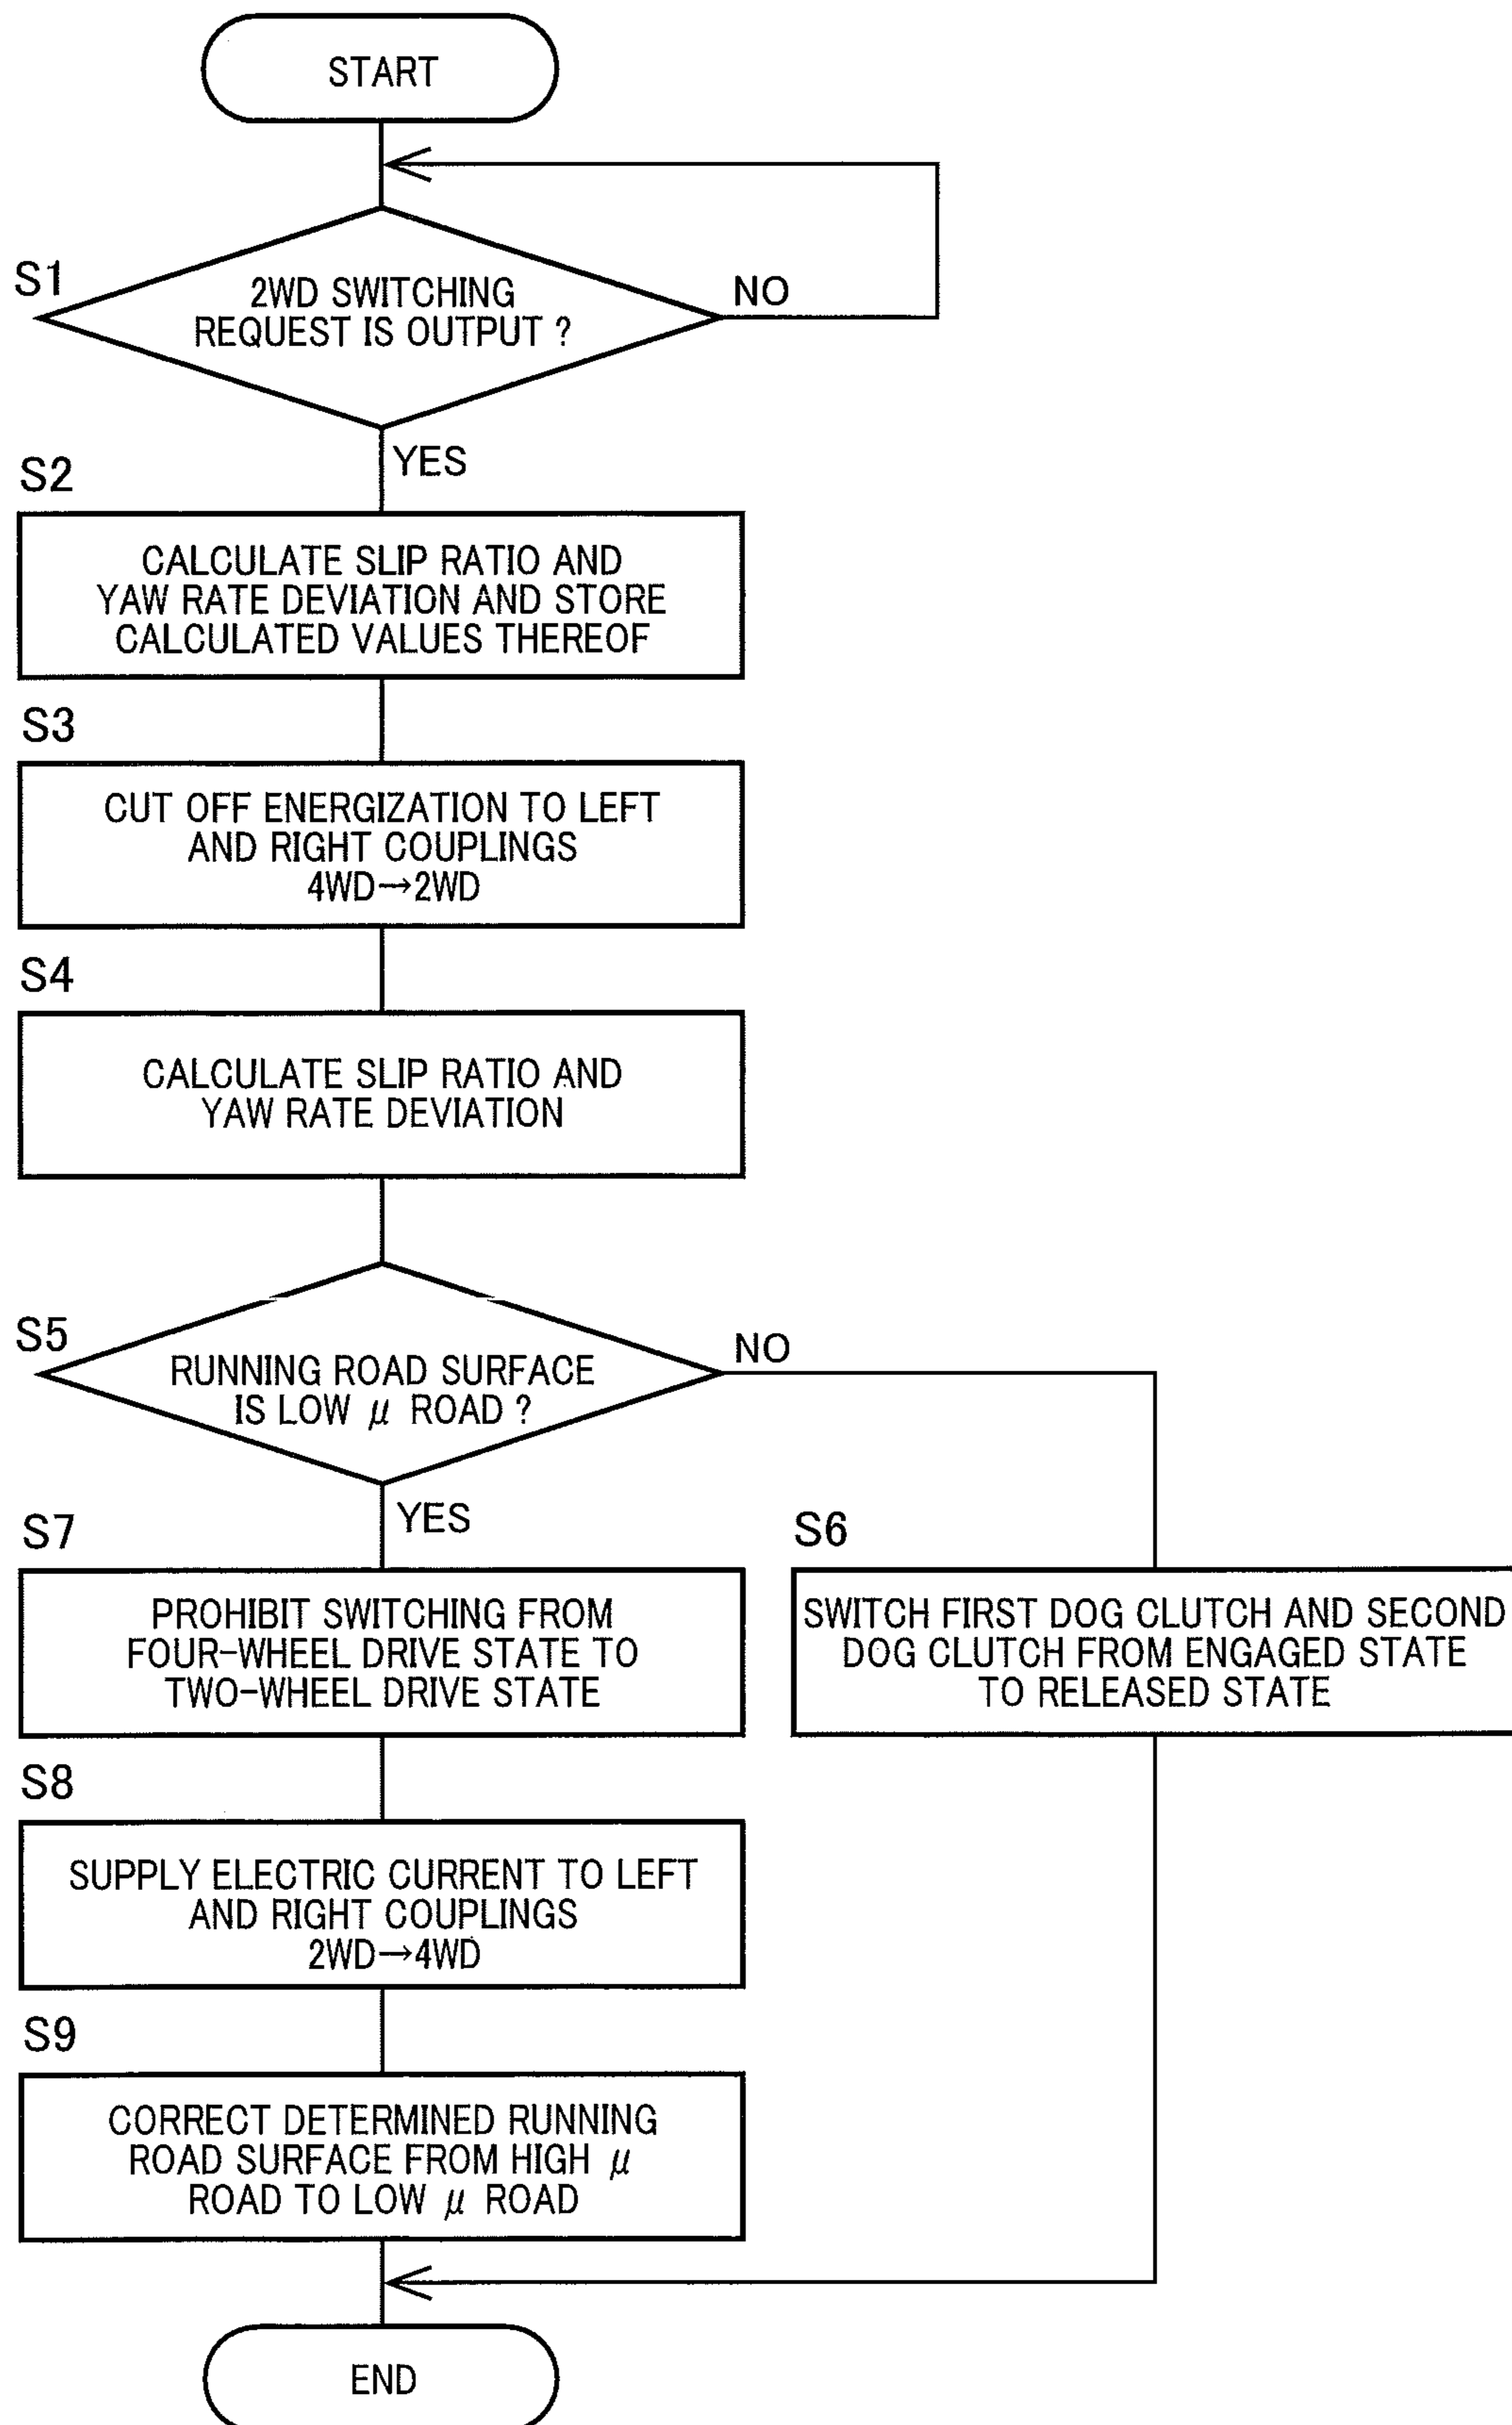 START
S1
2WD SWITCHING
REQUEST IS OUTPUT ?
NO
YES
S2
CALCULATE SLIP RATIO AND
YAW RATE DEVIATION AND STORE
CALCULATED VALUES THEREOF
S3
CUT OFF ENERGIZATION TO LEFT
AND RIGHT COUPLINGS
4WD→2WD
S4
CALCULATE SLIP RATIO AND
YAW RATE DEVIATION
S5
RUNNING ROAD SURFACE
IS LOW μ ROAD ?
NO
YES
S6
SWITCH FIRST DOG CLUTCH AND SECOND
DOG CLUTCH FROM ENGAGED STATE
TO RELEASED STATE
S7
PROHIBIT SWITCHING FROM
FOUR-WHEEL DRIVE STATE TO
TWO-WHEEL DRIVE STATE
S8
SUPPLY ELECTRIC CURRENT TO LEFT
AND RIGHT COUPLINGS
2WD→4WD
S9
CORRECT DETERMINED RUNNING
ROAD SURFACE FROM HIGH μ
ROAD TO LOW μ ROAD
END